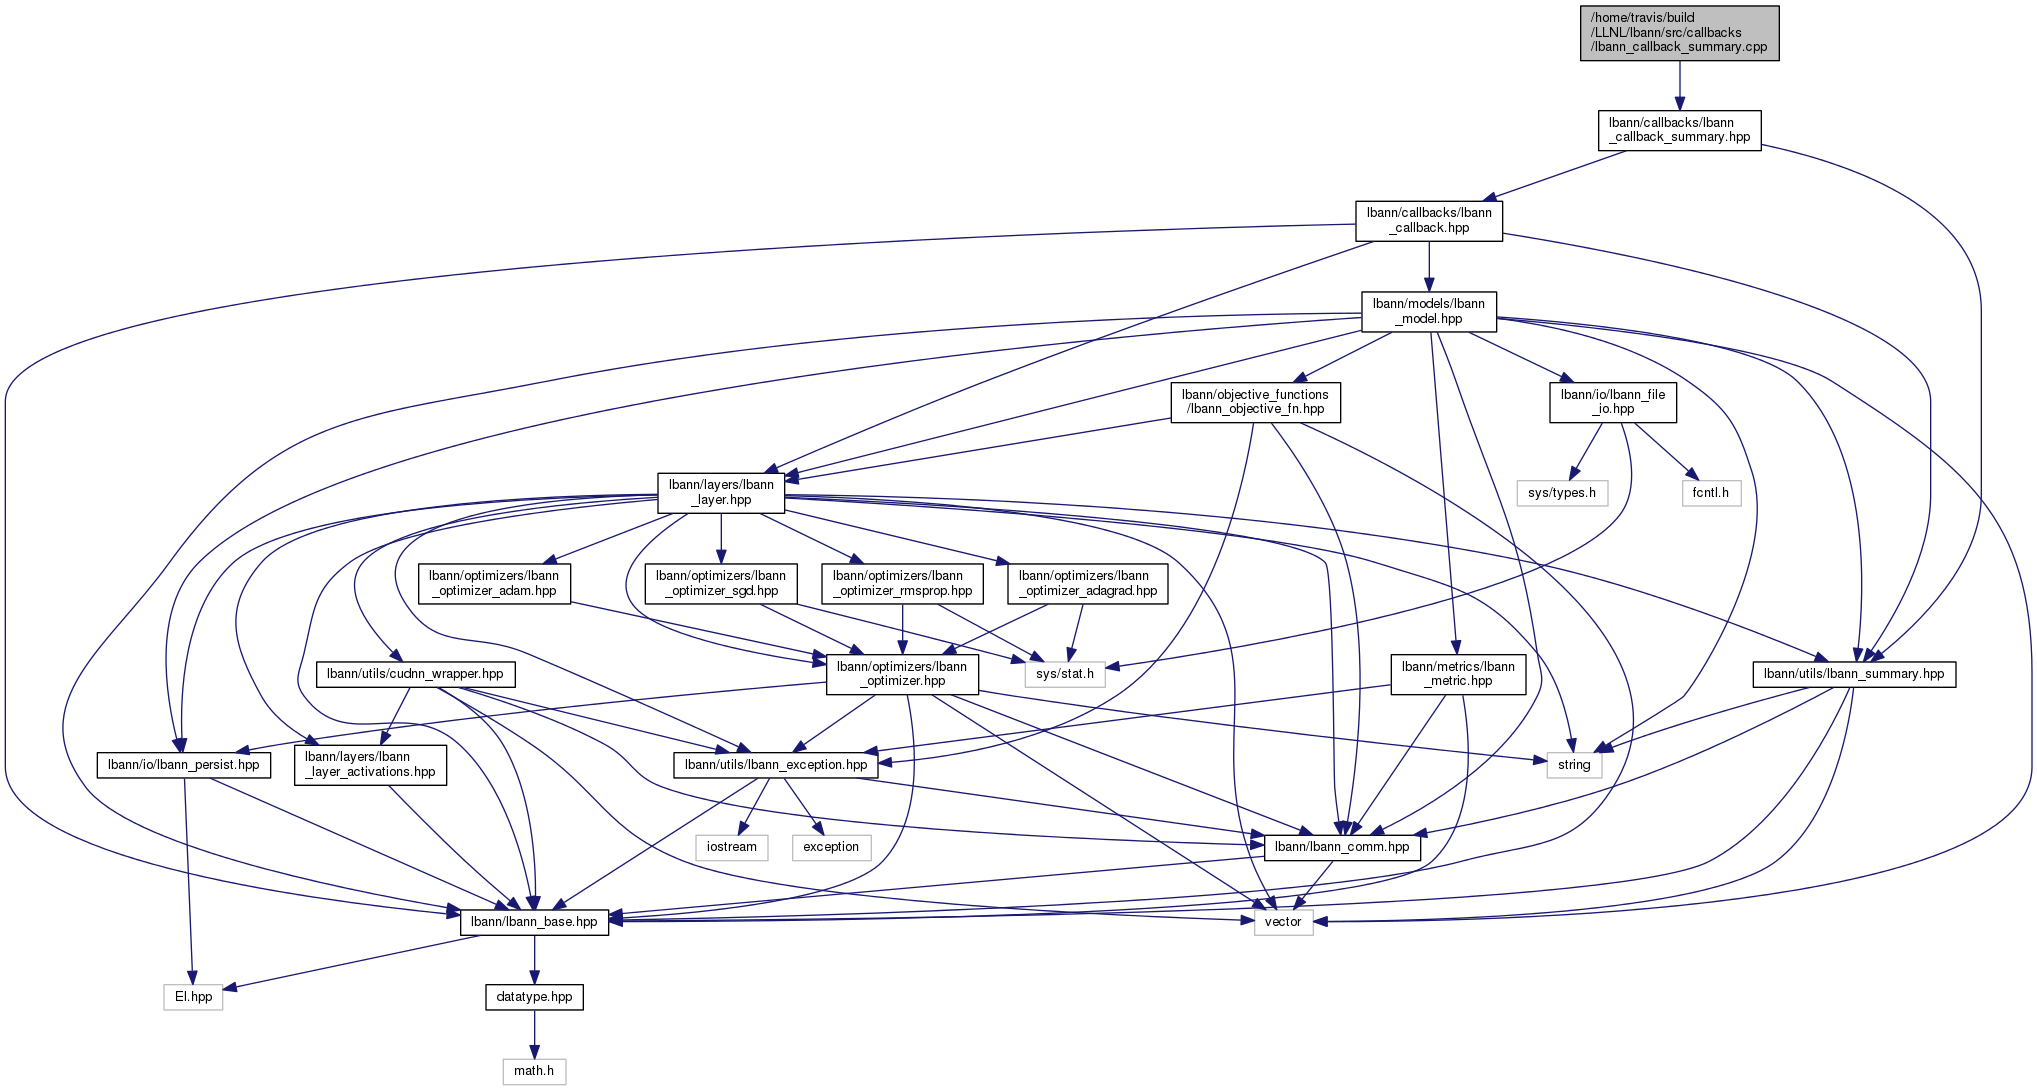 /home/travis/build
/LLNL/lbann/src/callbacks
/lbann_callback_summary.cpp
lbann/callbacks/lbann
_callback_summary.hpp
lbann/callbacks/lbann
_callback.hpp
lbann/models/lbann
_model.hpp
lbann/objective_functions
/lbann_objective_fn.hpp
lbann/io/lbann_file
_io.hpp
lbann/layers/lbann
_layer.hpp
sys/types.h
fcntl.h
lbann/optimizers/lbann
_optimizer_adam.hpp
lbann/optimizers/lbann
_optimizer_sgd.hpp
lbann/optimizers/lbann
_optimizer_rmsprop.hpp
lbann/optimizers/lbann
_optimizer_adagrad.hpp
lbann/utils/cudnn_wrapper.hpp
lbann/optimizers/lbann
_optimizer.hpp
sys/stat.h
lbann/metrics/lbann
_metric.hpp
lbann/utils/lbann_summary.hpp
lbann/io/lbann_persist.hpp
lbann/layers/lbann
_layer_activations.hpp
lbann/utils/lbann_exception.hpp
string
iostream
exception
lbann/lbann_comm.hpp
lbann/lbann_base.hpp
vector
El.hpp
datatype.hpp
math.h